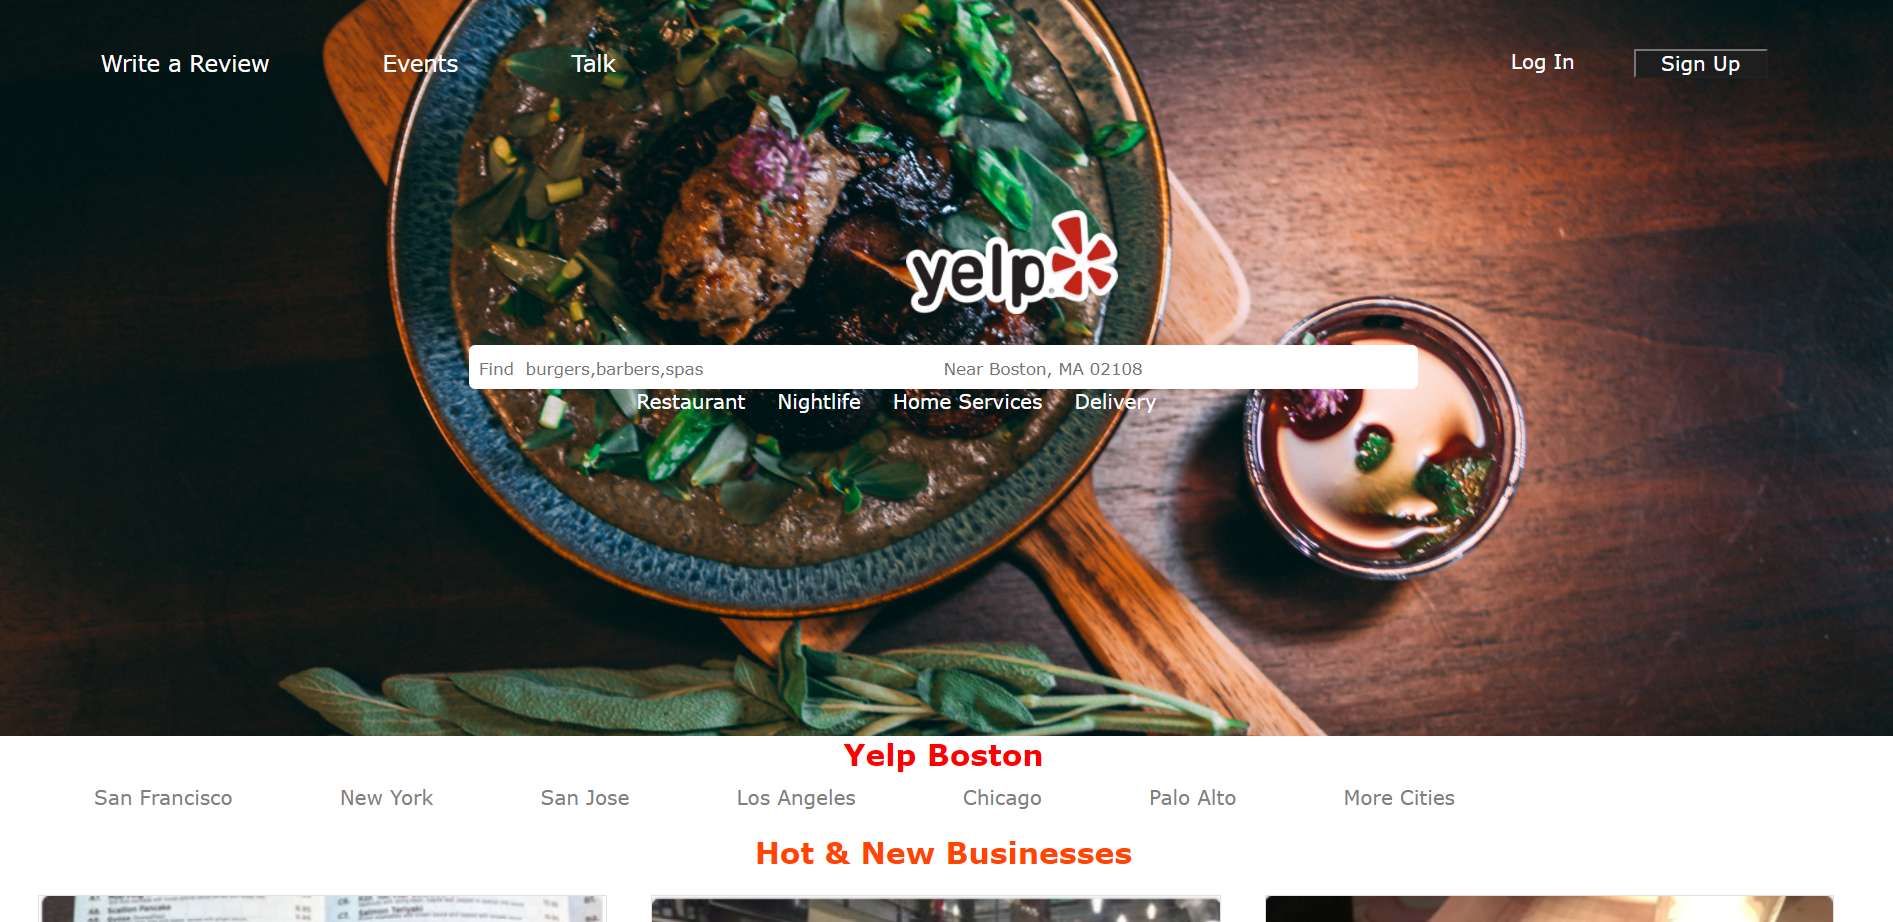 Write a Review Events Talk Log In Sign Up
yelp
Find burgers,barbers,spas Near Boston, MA 02108
Restaurant Nightlife Home Services Delivery
Yelp Boston
San Francisco New York San Jose Los Angeles Chicago Palo Alto More Cities
Hot & New Businesses
A8. Scallion Pancake
C7. Salmon Teriyaki